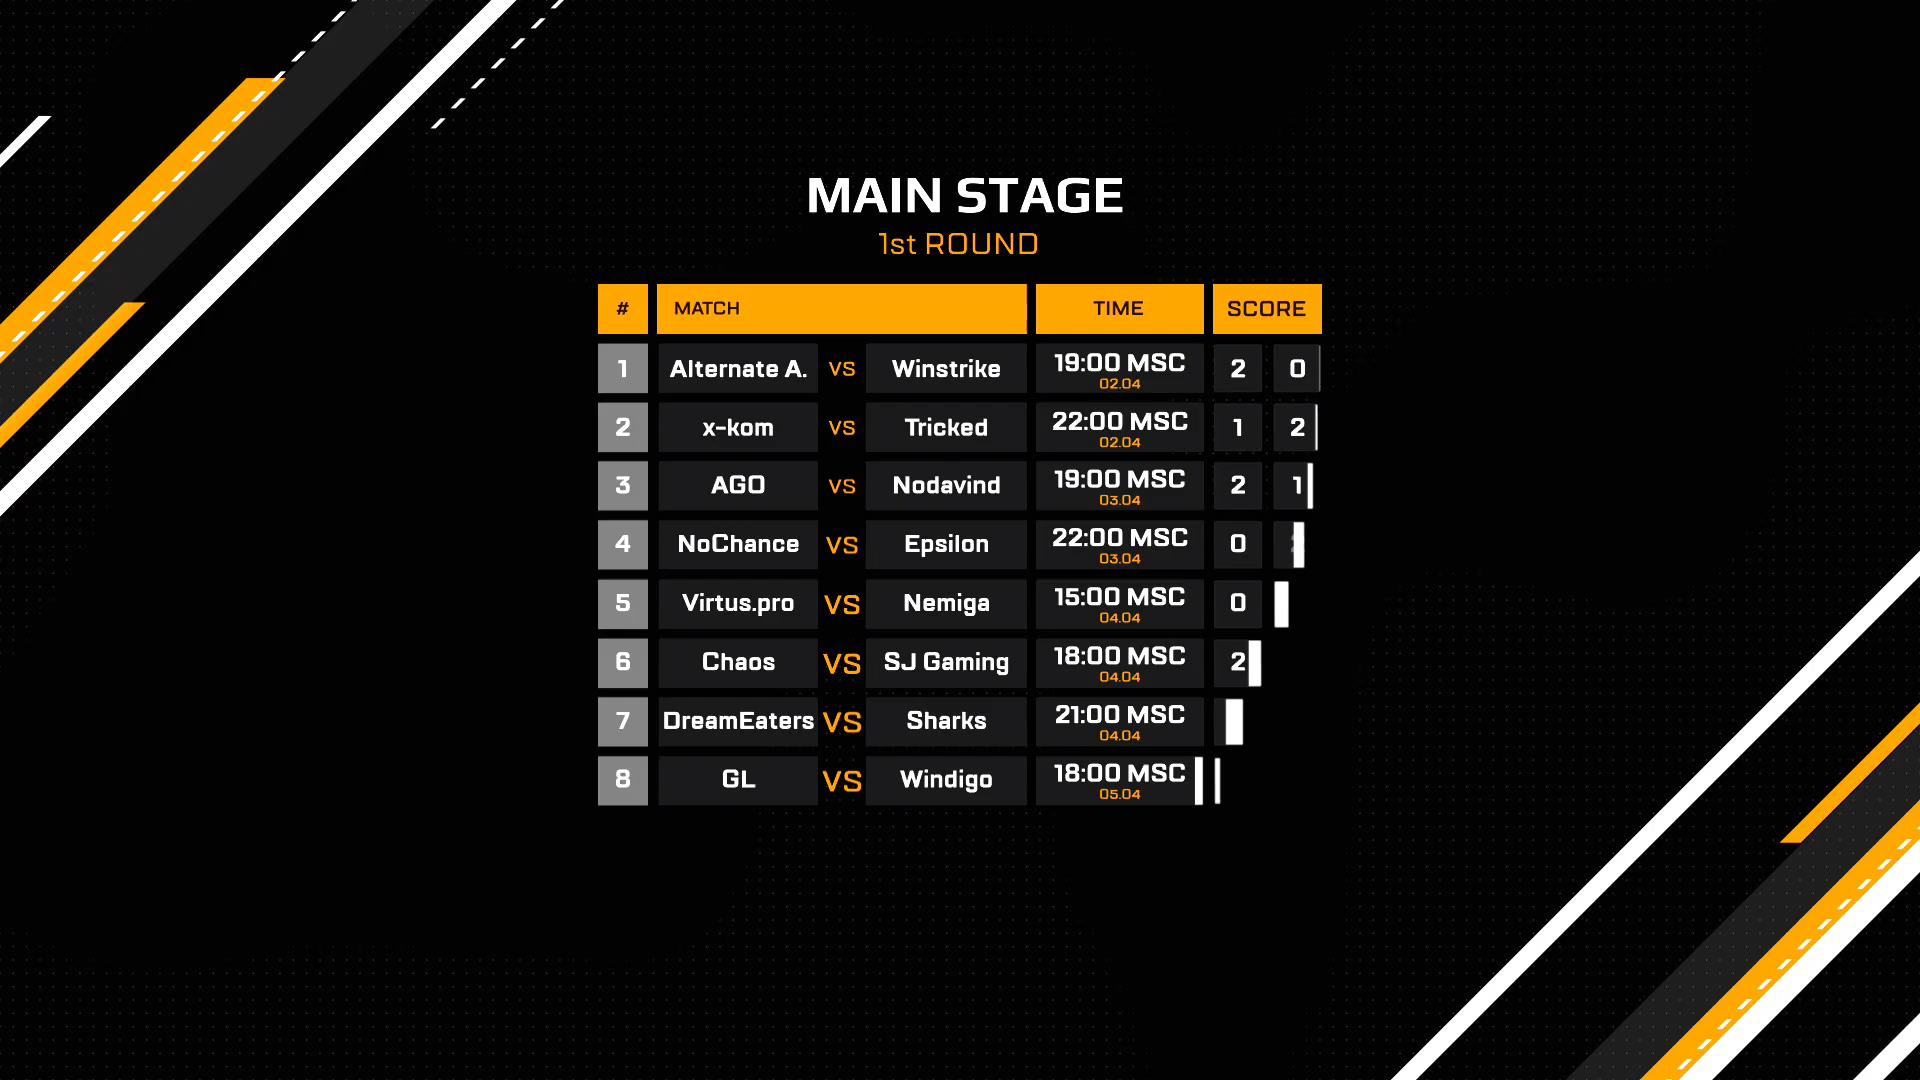 MAIN STAGE
1st ROUND
# MATCH TIME SCORE
1 Alternate A. VS Winstrike 19:00 MSC 02.04 2 0
2 x-kom VS Tricked 22:00 MSC 02.04 1 2
3 AGO VS Nodavind 19:00 MSC 03.04 2 1
4 NoChance VS Epsilon 22:00 MSC 03.04 0
5 Virtus.pro VS Nemiga 15:00 MSC 04.04 0
6 Chaos VS SJ Gaming 18:00 MSC 04.04 2
7 DreamEaters VS Sharks 21:00 MSC 04.04
8 GL VS Windigo 18:00 MSC 05.04